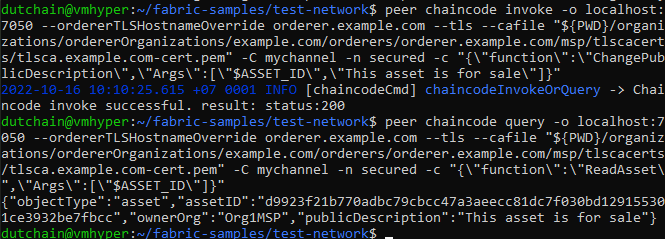 dutchain@vmhyper:~/fabric-samples/test-network$ peer chaincode invoke -o localhost:
7050 --ordererTLSHostnameOverride orderer.example.com --tls --cafile "${PWD}/organi
zations/ordererOrganizations/example.com/orderers/orderer.example.com/msp/tlscacert
s/tlsca.example.com-cert.pem" -C mychannel -n secured -c "{\"function\":\"ChangePub
licDescription\",\"Args\":[\"$ASSET_ID\",\"This asset is for sale\"]}"
2022-10-16 10:10:25.615 +07 0001 INFO [chaincodeCmd] chaincodeInvokeOrQuery -> Chai
ncode invoke successful. result: status:200
dutchain@vmhyper:~/fabric-samples/test-network$ peer chaincode query -o localhost:7
050 --ordererTLSHostnameOverride orderer.example.com --tls --cafile "${PWD}/organiz
ations/ordererOrganizations/example.com/orderers/orderer.example.com/msp/tlscacerts
/tlsca.example.com-cert.pem" -C mychannel -n secured -c "{\"function\":\"ReadAsset\
",\"Args\":[\"$ASSET_ID\"]}"
{"objectType":"asset","assetID":"d9923f21b770adbc79cbcc47a3aeecc81dc7f030bd12915530
1ce3932be7fbcc","ownerOrg":"Org1MSP","publicDescription":"This asset is for sale"}
dutchain@vmhyper:~/fabric-samples/test-network$